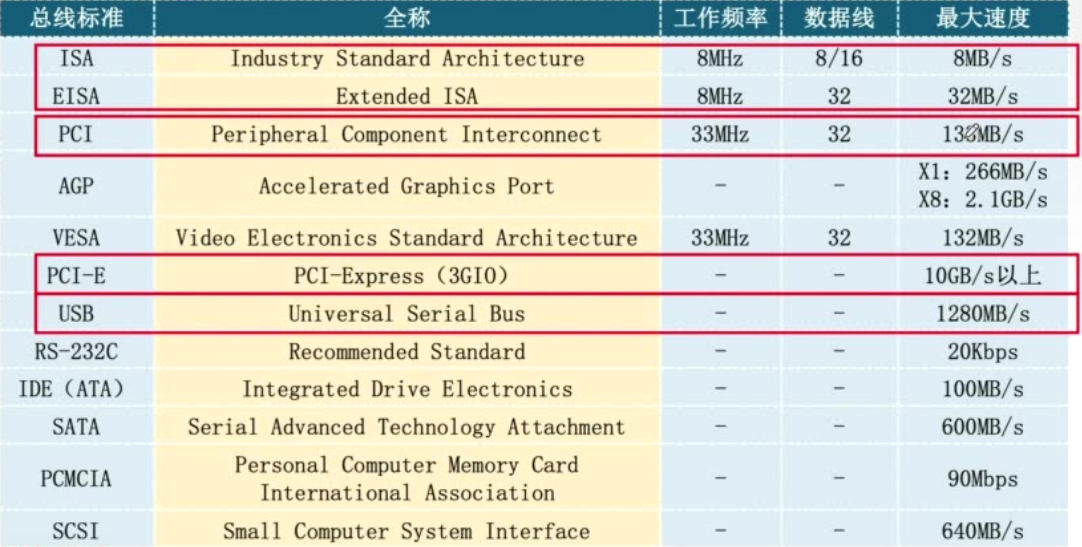 总线标准 全称 工作频率 数据线 最大速度
ISA Industry Standard Architecture 8MHz 8/16 8MB/s
EISA Extended ISA 8MHz 32 32MB/s
PCI Peripheral Component Interconnect 33MHz 32
AGP Accelerated Graphics Port - - X1: 266MB/s
X8: 2.1GB/s
VESA Video Electronics Standard Architecture 33MHz 32 132MB/s
PCI-E PCI-Express（3GIO） - - 10GB/s以上
USB Universal Serial Bus - - 1280MB/s
RS-232C Recommended Standard - - 20Kbps
IDE（ATA） Integrated Drive Electronics - - 100MB/s
SATA Serial Advanced Technology Attachment - - 600MB/s
PCMCIA Personal Computer Memory Card
International Association - - 90Mbps
SCSI Small Computer System Interface - - 640MB/s